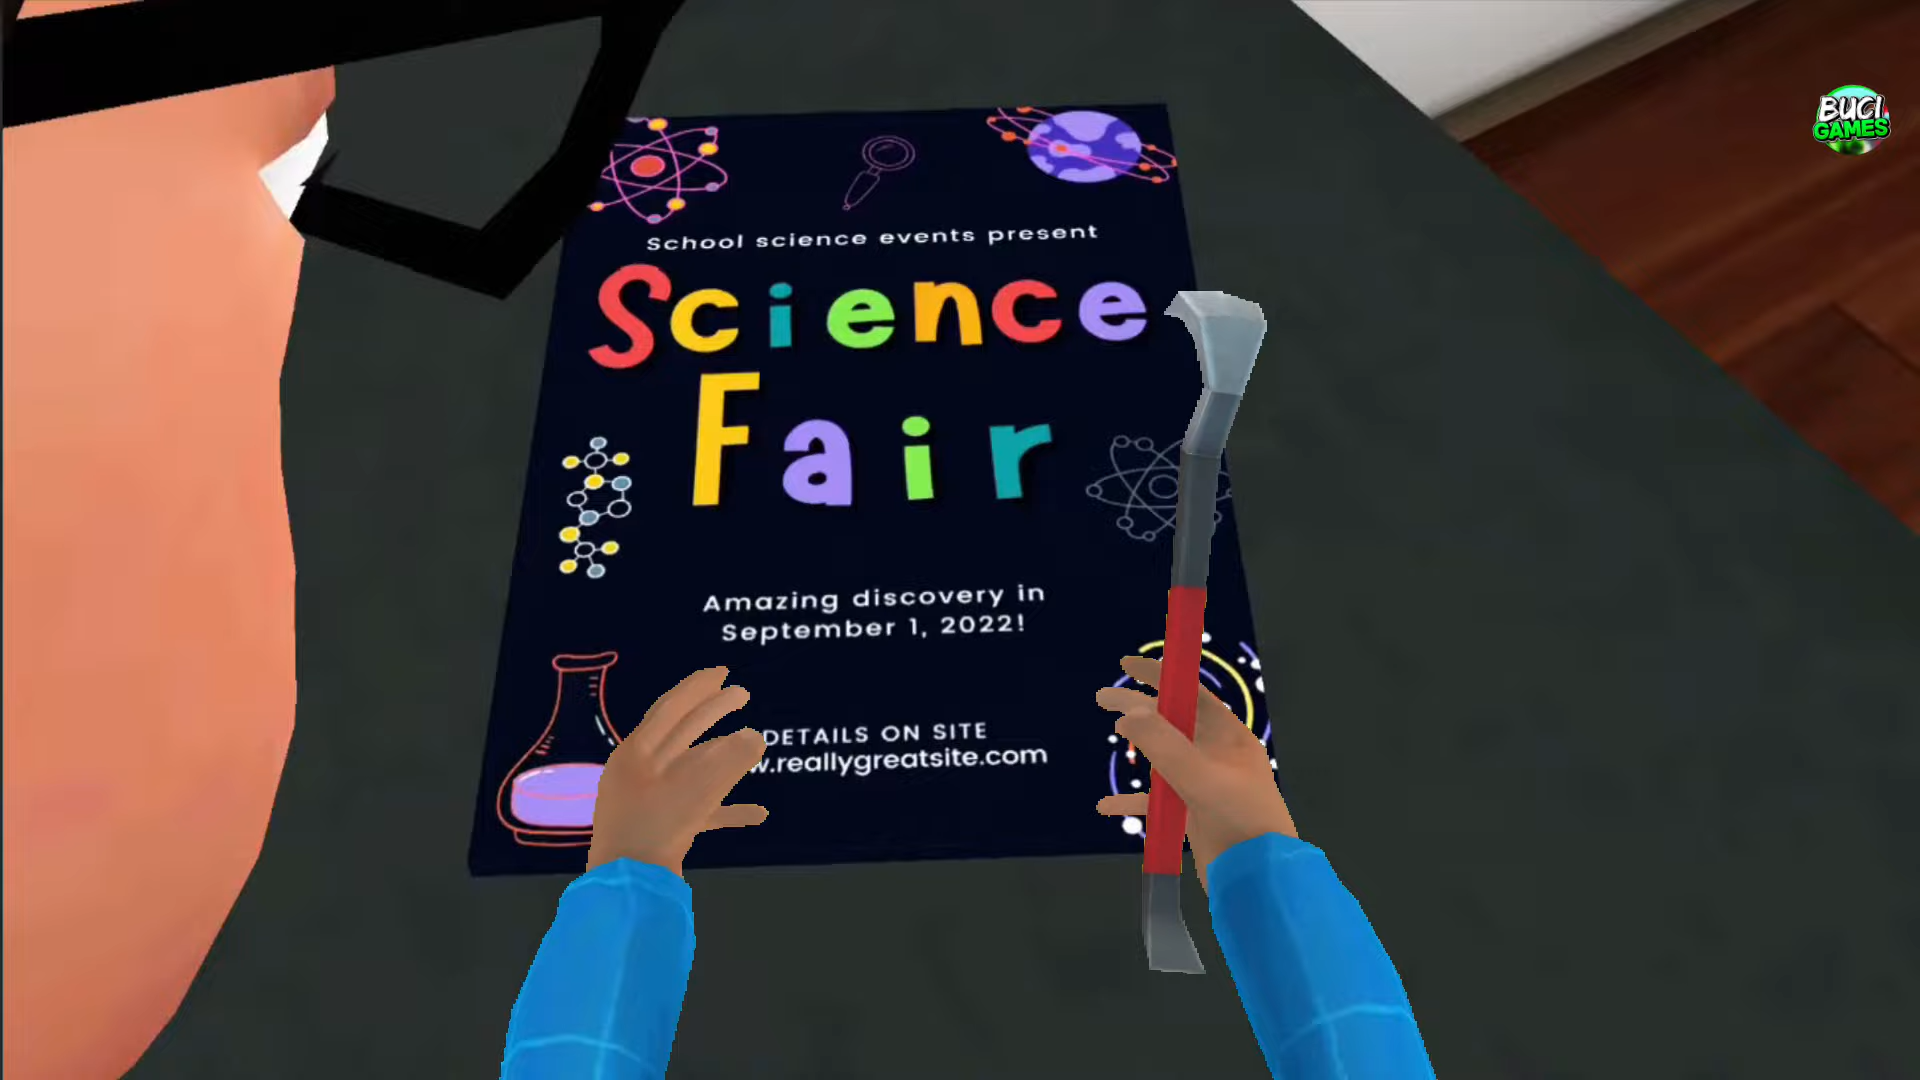 BUCI
GAMES
School science events present
Science
Fair
Amazing discovery in
September 1, 2022!
DETAILS ON SITE
w.reallygreatsite.com